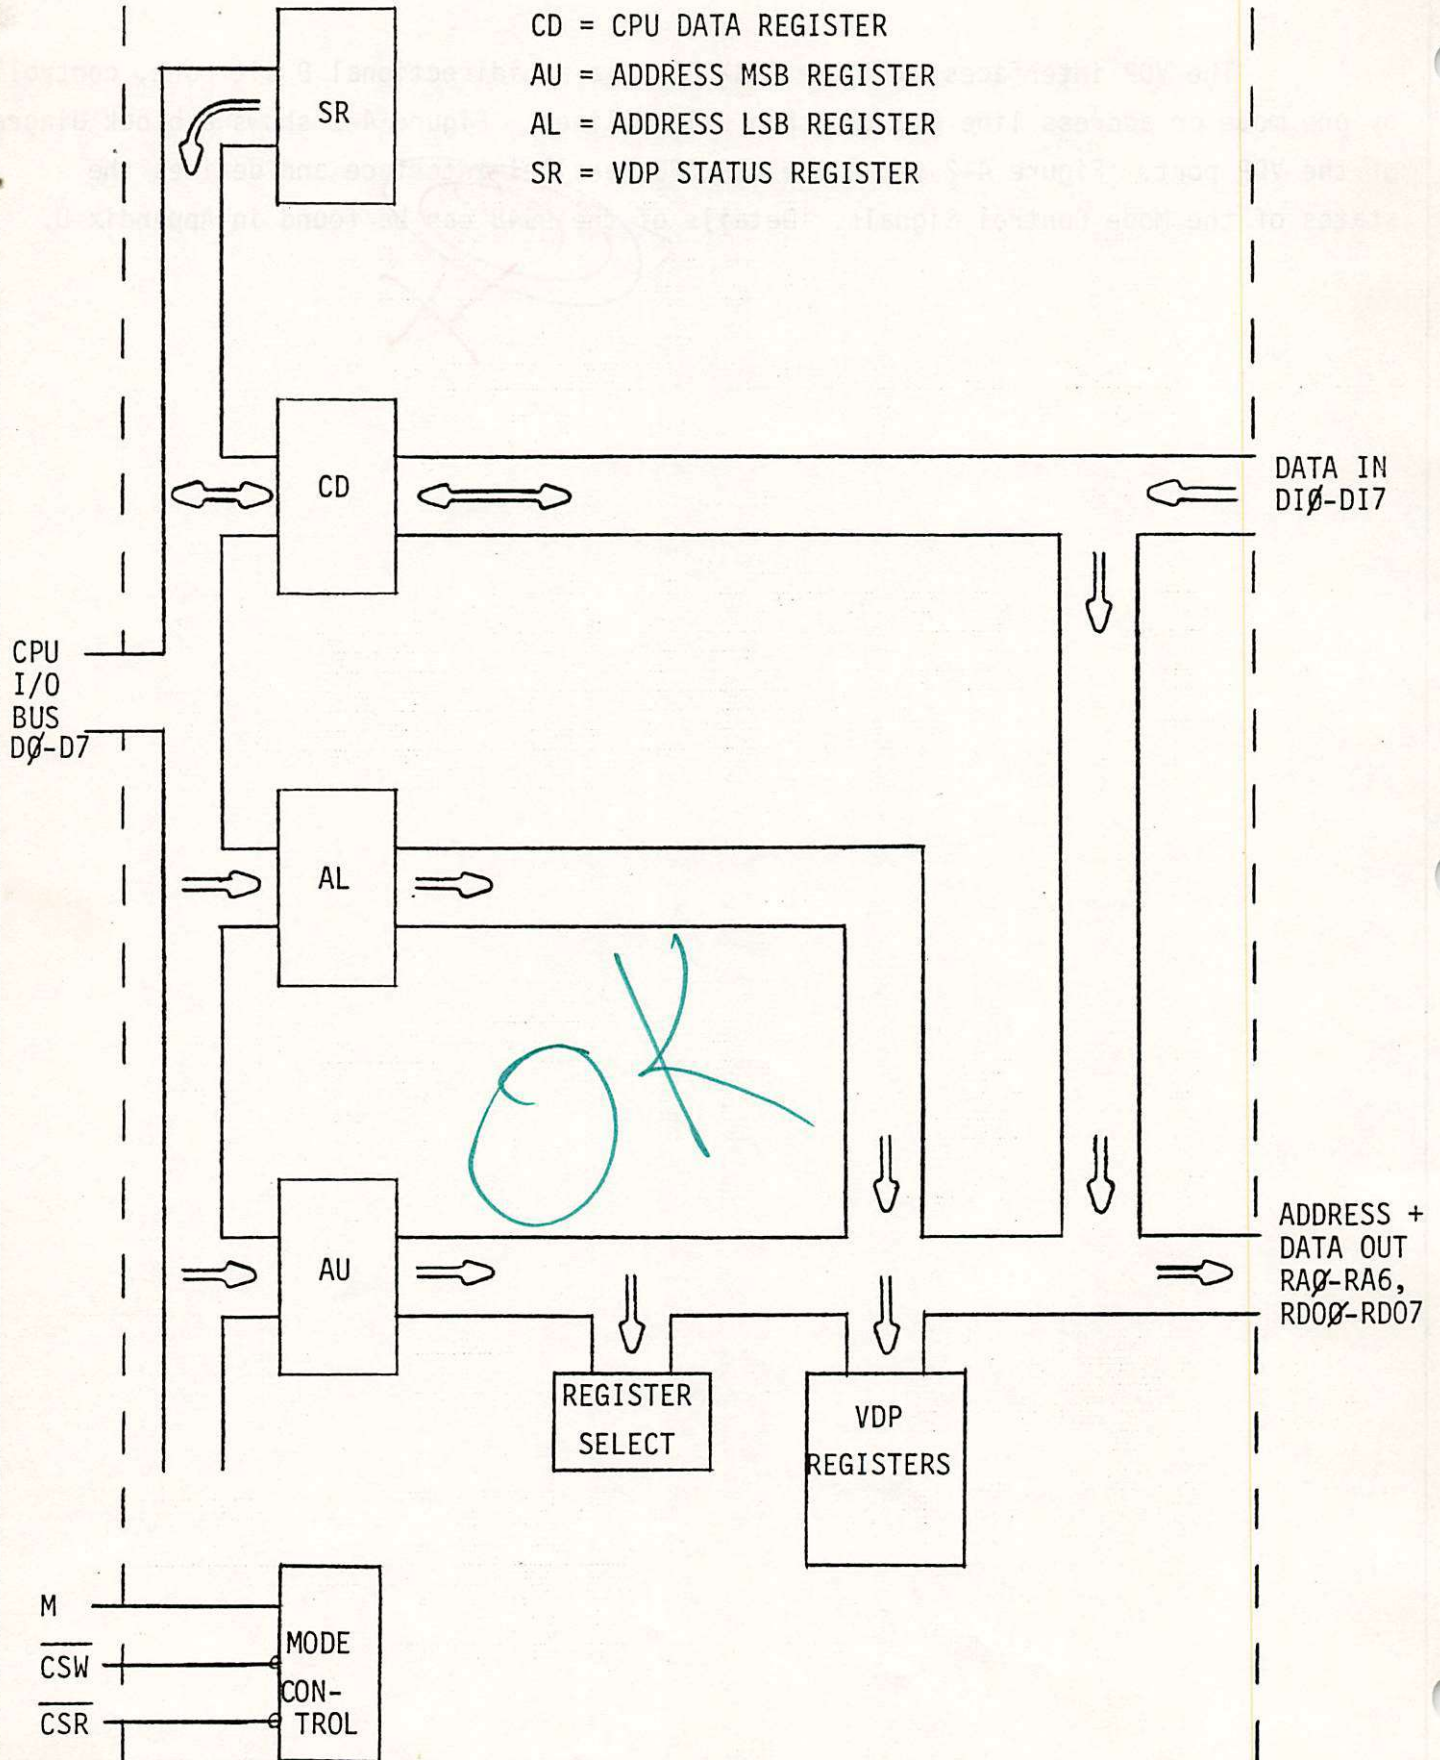 CD = CPU DATA REGISTER
AU = ADDRESS MSB REGISTER
AL = ADDRESS LSB REGISTER
SR = VDP STATUS REGISTER
SR
CD
DATA IN
DIØ-DI7
CPU
I/O
BUS
DØ-D7
AL
OK
AU
ADDRESS +
DATA OUT
RAØ-RA6,
RDOØ-RDO7
REGISTER
SELECT
VDP
REGISTERS
M
CSW
CSR
MODE
CON-
TROL